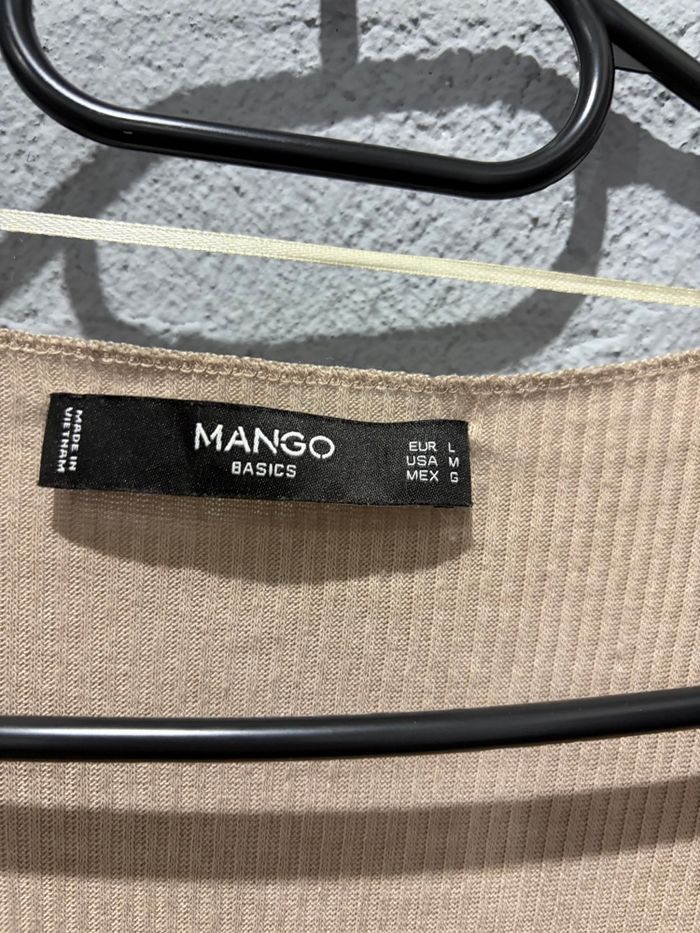 MADE IN
VIETNAM
MANGO
BASICS
EUR L
USA M
MEX G